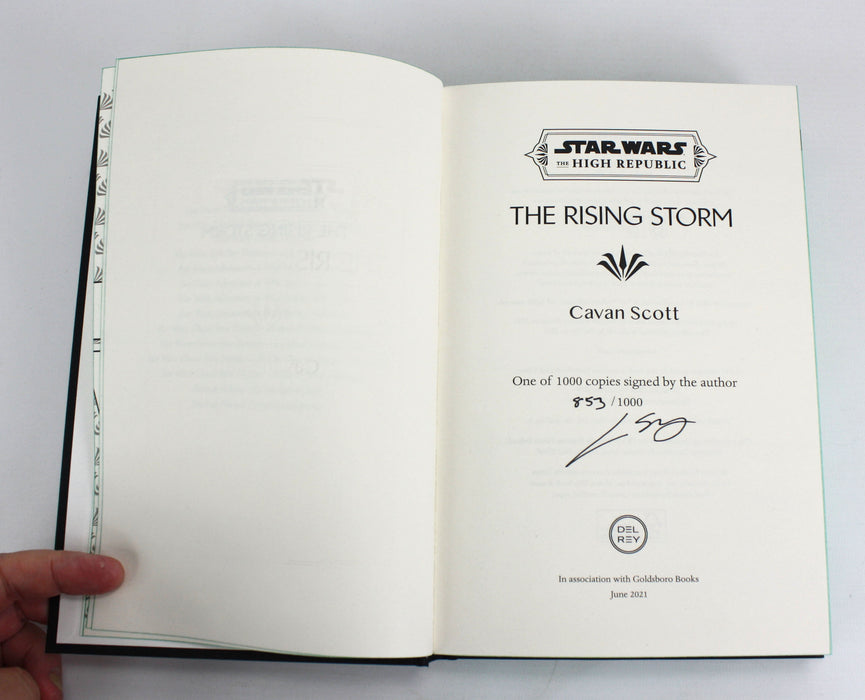 STAR WARS
THE HIGH REPUBLIC
THE RISING STORM
Cavan Scott
One of 1000 copies signed by the author
853 /1000
DEL
REY
In association with Goldsboro Books
June 2021